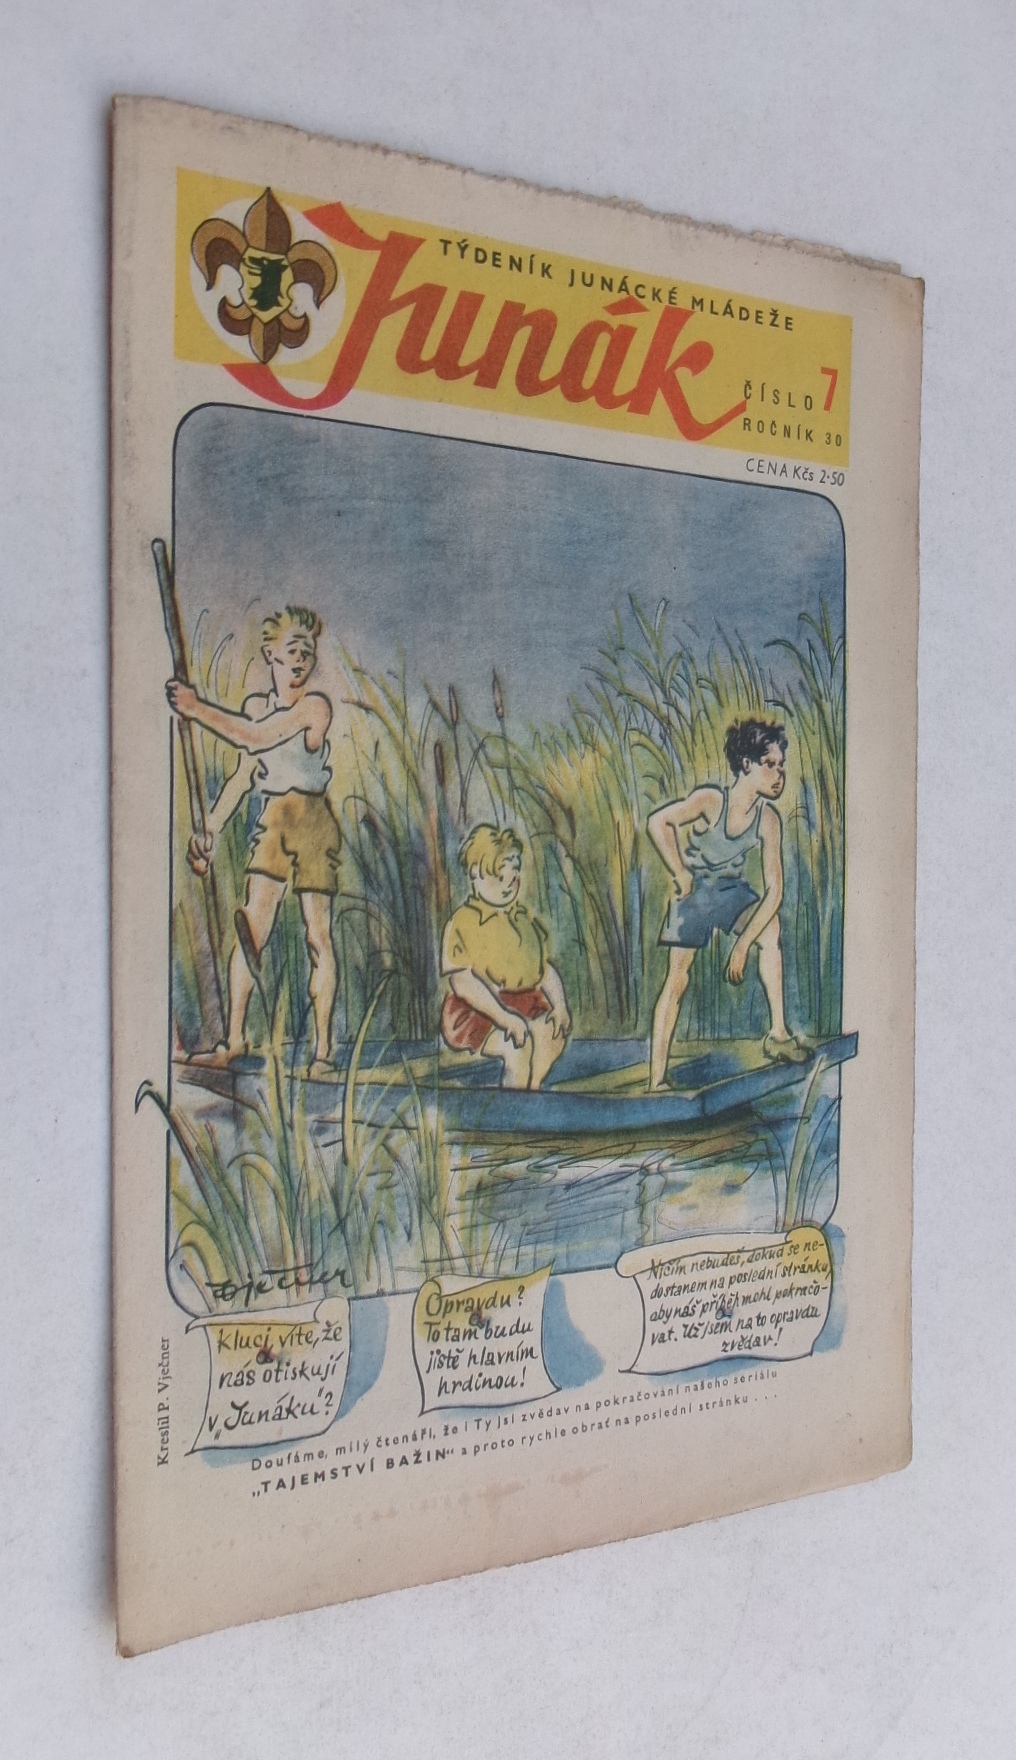 TÝDENÍK JUNÁCKÉ MLÁDEŽE
Junák
ČÍSLO 7
ROČNÍK 30
CENA Kčs 2·50
Vječner
Kluci, víte, že
nás otiskují
v „Junáku“?
Opravdu?
To tam budu
jistě hlavním
hrdinou!
Ničím nebudeš, dokud se ne-
dostanem na poslední stránku,
aby náš příběh mohl pokračo-
vat. Už jsem na to opravdu
zvědav!
Kreslil P. Vječner
Doufáme, milý čtenáři, že i Ty jsi zvědav na pokračování našeho seriálu
„TAJEMSTVÍ BAŽIN“ a proto rychle obrať na poslední stránku . . .